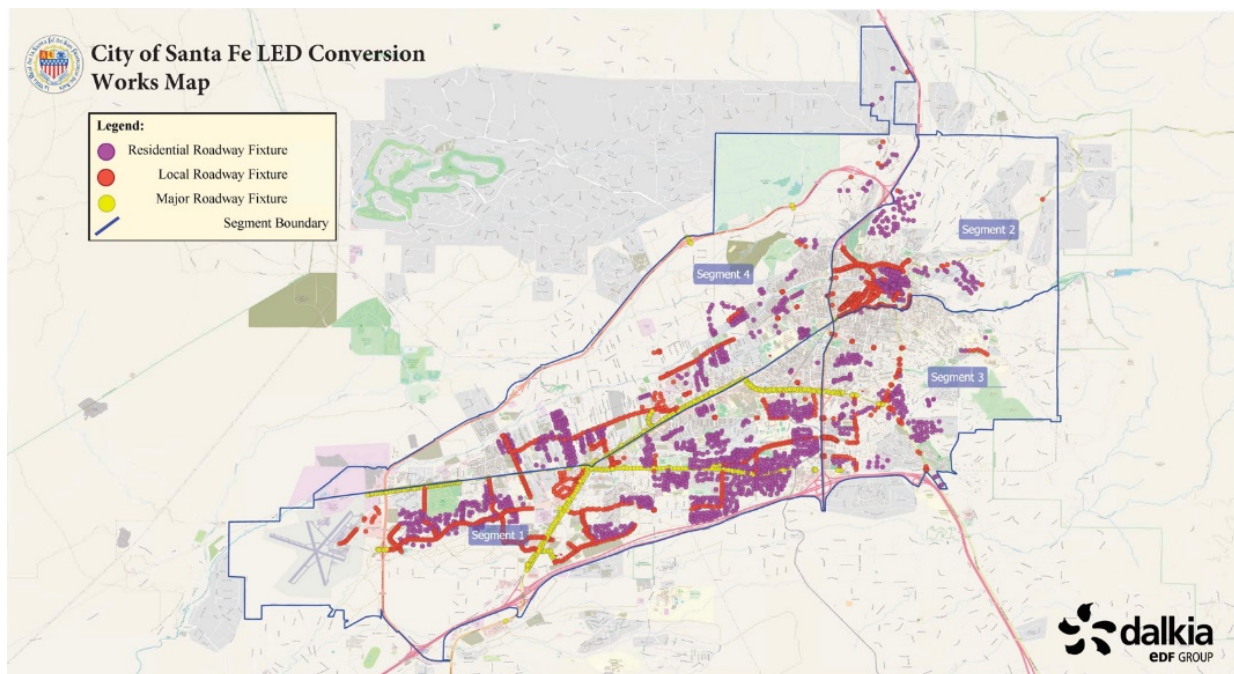 City of Santa Fe LED Conversion
Works Map
Legend:
Residential Roadway Fixture
Local Roadway Fixture
Major Roadway Fixture
Segment Boundary
Segment 2
Segment 4
Segment 3
Segment 1
dalkia
eDF GROUP